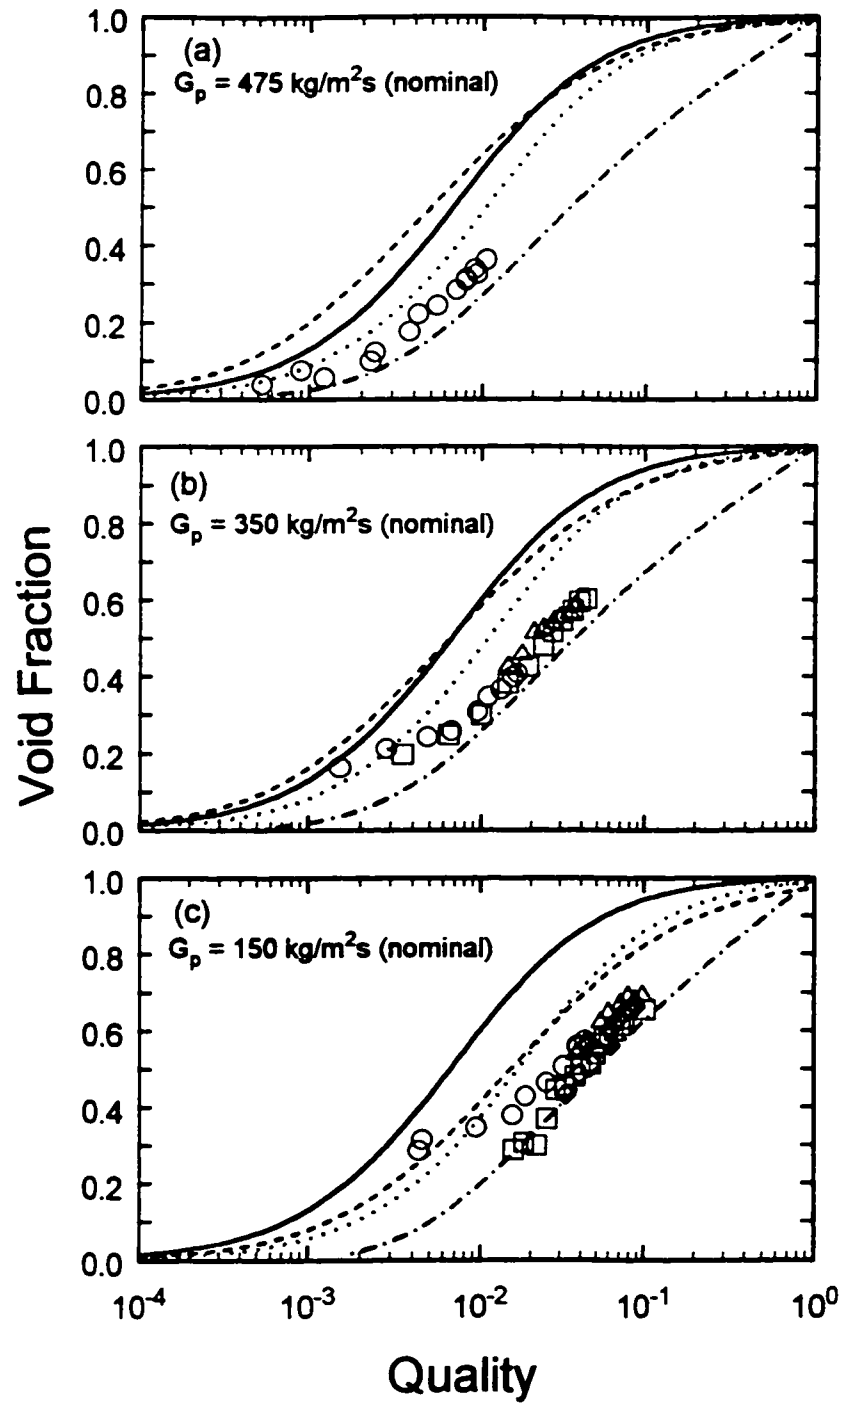 1.0
(a)
G_p = 475 kg/m²s (nominal)
0.8
0.6
0.4
0.2
0.0
1.0
(b)
G_p = 350 kg/m²s (nominal)
0.8
0.6
0.4
0.2
0.0
1.0
(c)
G_p = 150 kg/m²s (nominal)
0.8
0.6
0.4
0.2
0.0
Void Fraction
10⁻⁴ 10⁻³ 10⁻² 10⁻¹ 10⁰
Quality